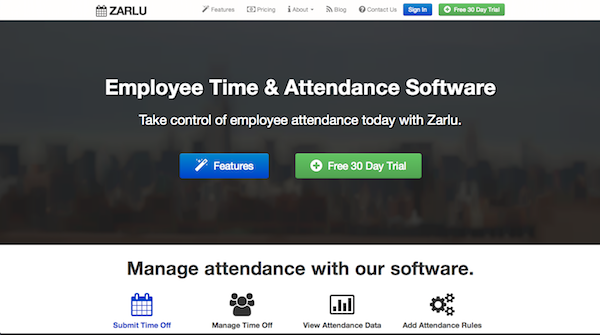 ZARLU
Features
Pricing
About
Blog
Contact Us
Sign In
Free 30 Day Trial
Employee Time & Attendance Software
Take control of employee attendance today with Zarlu.
Features
Free 30 Day Trial
Manage attendance with our software.
Submit Time Off
Manage Time Off
View Attendance Data
Add Attendance Rules